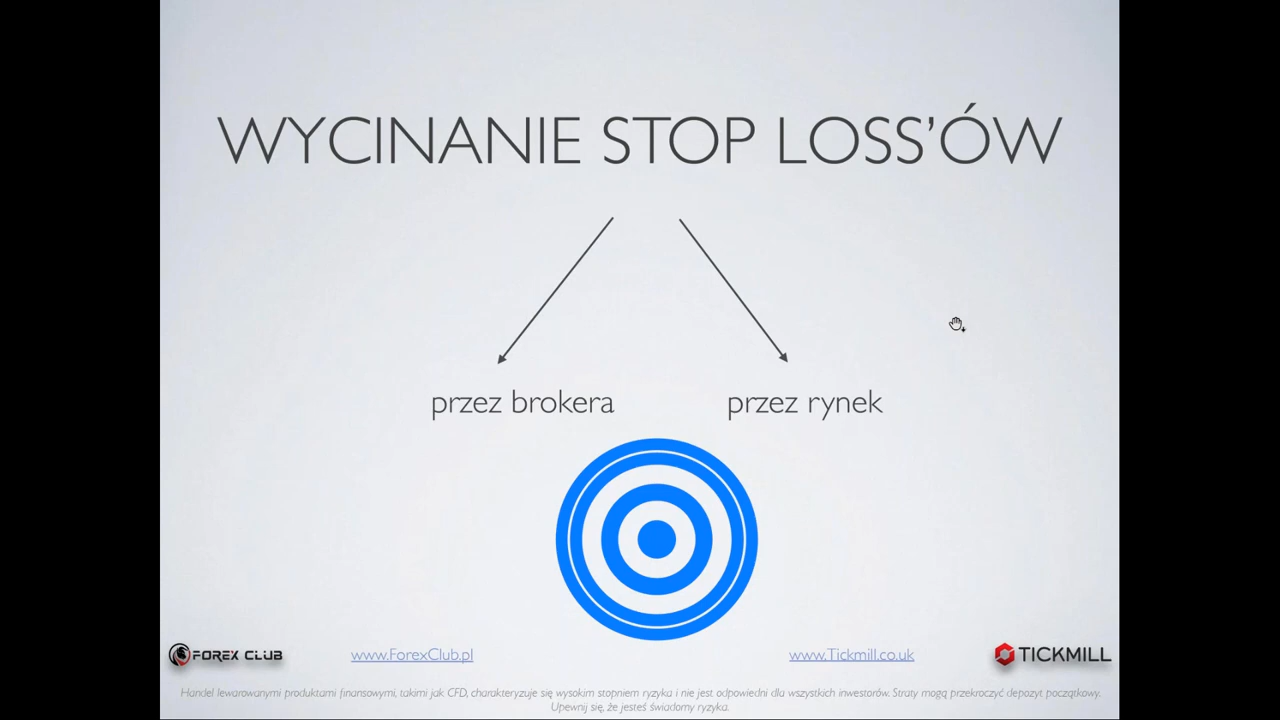 WYCINANIE STOP LOSS'ÓW
przez brokera
przez rynek
FOREX CLUB
www.ForexClub.pl
www.Tickmill.co.uk
TICKMILL
Handel lewarowanymi produktami finansowymi, takimi jak CFD, charakteryzuje się wysokim stopniem ryzyka i nie jest odpowiedni dla wszystkich inwestorów. Straty mogą przekroczyć depozyt początkowy.
Upewnij się, że jesteś świadomy ryzyka.